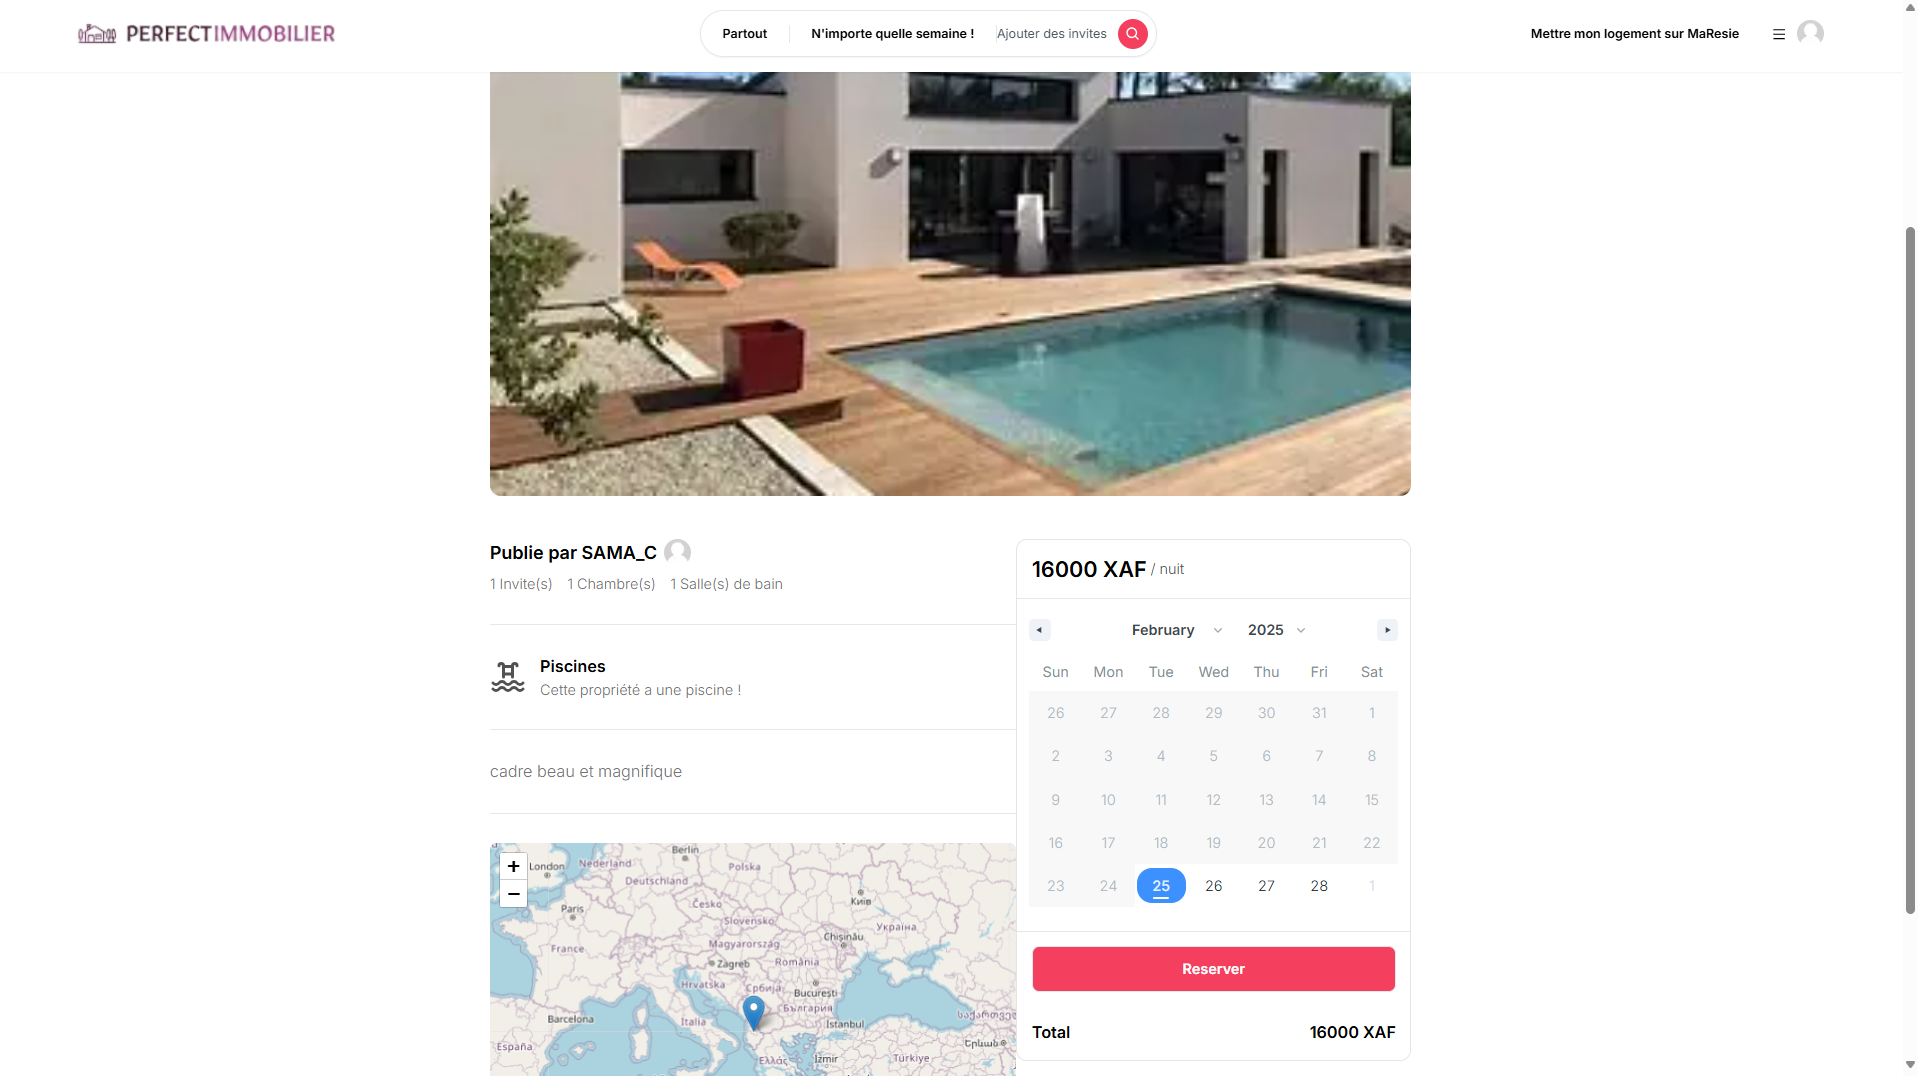 PERFECTIMMOBILIER
Partout
N'importe quelle semaine !
Ajouter des invites
Mettre mon logement sur MaResie
Publie par SAMA_C
1 Invite(s) 1 Chambre(s) 1 Salle(s) de bain
Piscines
Cette propriété a une piscine !
cadre beau et magnifique
+
−
London
Nederland
Berlin
Polska
Deutschland
Київ
Paris
Česko
Slovensko
Україна
France
Magyarország
Chișinău
Zagreb
România
Hrvatska
Србија
București
България
Barcelona
Italia
Istanbul
España
Ελλάς
İzmir
Türkiye
16000 XAF / nuit
February 2025
Sun Mon Tue Wed Thu Fri Sat
26 27 28 29 30 31 1
2 3 4 5 6 7 8
9 10 11 12 13 14 15
16 17 18 19 20 21 22
23 24 25 26 27 28 1
Reserver
Total 16000 XAF